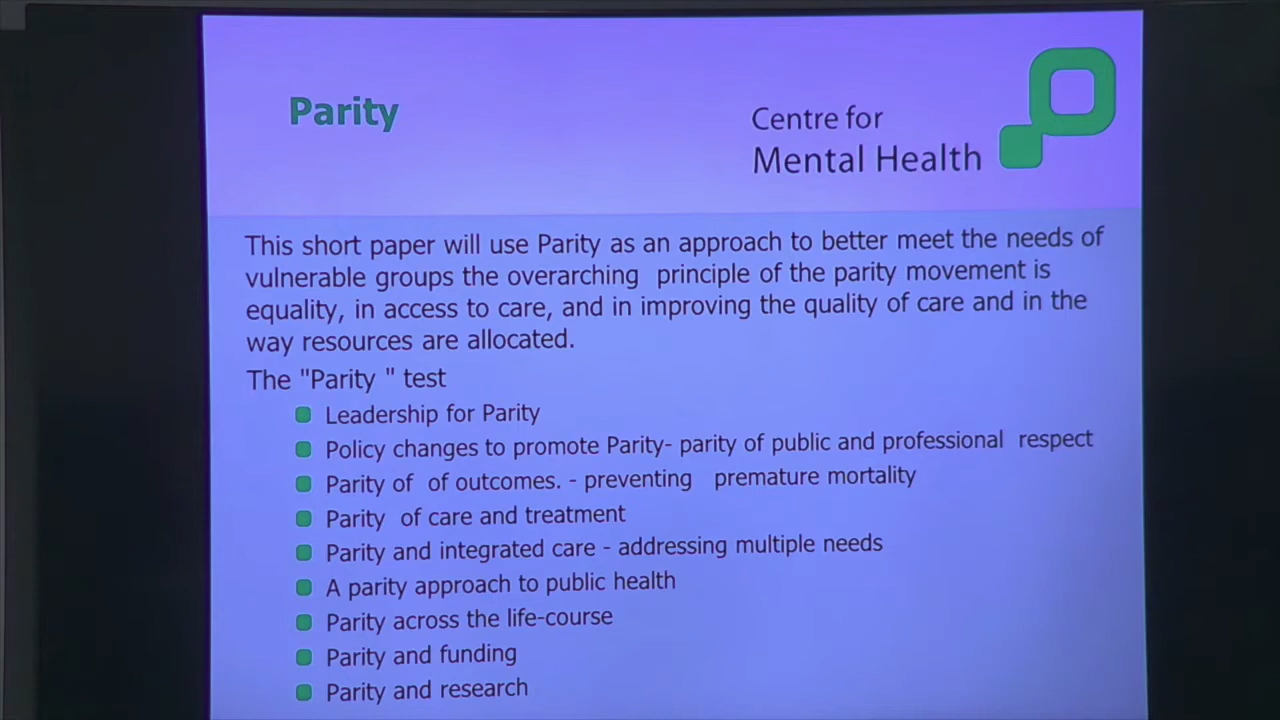 Parity
Centre for
Mental Health
This short paper will use Parity as an approach to better meet the needs of
vulnerable groups the overarching  principle of the parity movement is
equality, in access to care, and in improving the quality of care and in the
way resources are allocated.
The "Parity " test
Leadership for Parity
Policy changes to promote Parity- parity of public and professional  respect
Parity of  of outcomes. - preventing   premature mortality
Parity  of care and treatment
Parity and integrated care - addressing multiple needs
A parity approach to public health
Parity across the life-course
Parity and funding
Parity and research